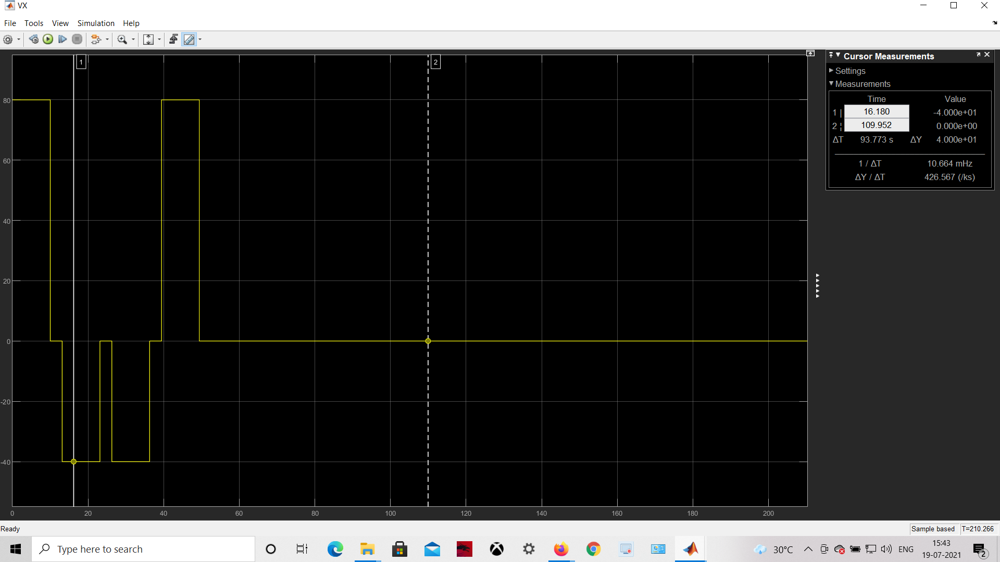 VX
File Tools View Simulation Help
1
2
80
60
40
20
0
-20
-40
0 20 40 60 80 100 120 140 160 180 200
Cursor Measurements
Settings
Measurements
Time Value
1 | 16.180 -4.000e+01
2 ¦ 109.952 0.000e+00
ΔT 93.773 s ΔY 4.000e+01
1 / ΔT 10.664 mHz
ΔY / ΔT 426.567 (/ks)
Ready
Sample based T=210.266
Type here to search
30°C
ENG
15:43
19-07-2021
2